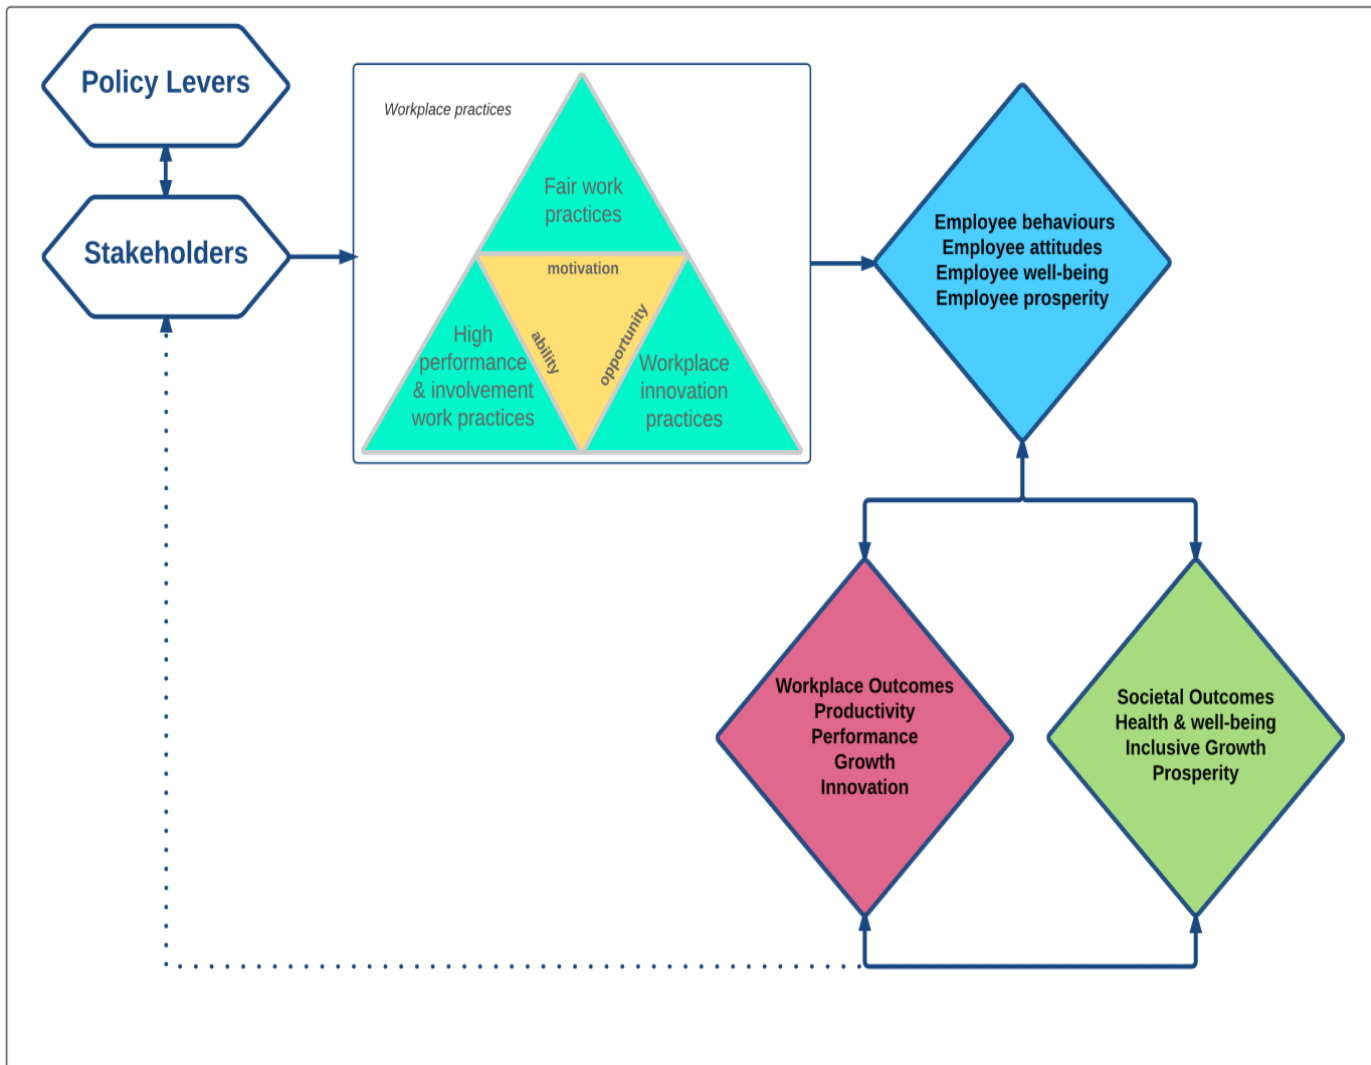 Policy Levers
Stakeholders
Workplace practices
Fair work
practices
motivation
ability
opportunity
High
performance
& involvement
work practices
Workplace
innovation
practices
Employee behaviours
Employee attitudes
Employee well-being
Employee prosperity
Workplace Outcomes
Productivity
Performance
Growth
Innovation
Societal Outcomes
Health & well-being
Inclusive Growth
Prosperity